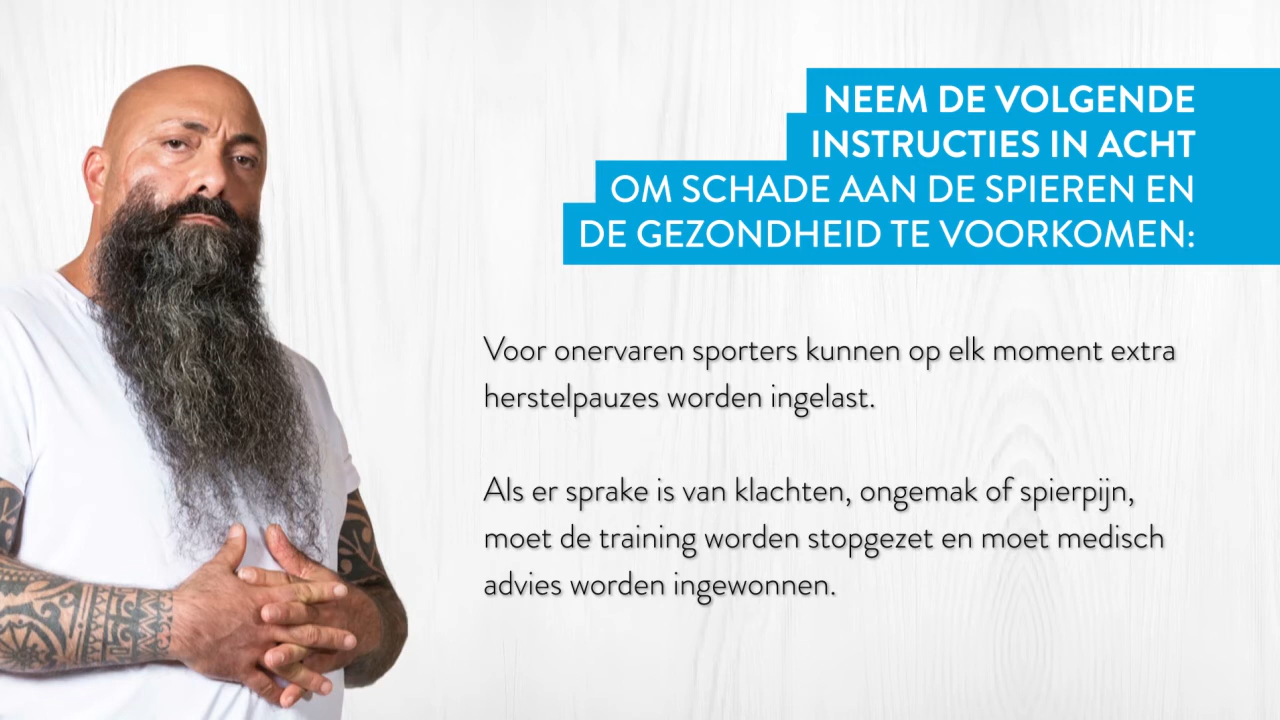 NEEM DE VOLGENDE
INSTRUCTIES IN ACHT
OM SCHADE AAN DE SPIEREN EN
DE GEZONDHEID TE VOORKOMEN:
Voor onervaren sporters kunnen op elk moment extra
herstelpauzes worden ingelast.
Als er sprake is van klachten, ongemak of spierpijn,
moet de training worden stopgezet en moet medisch
advies worden ingewonnen.